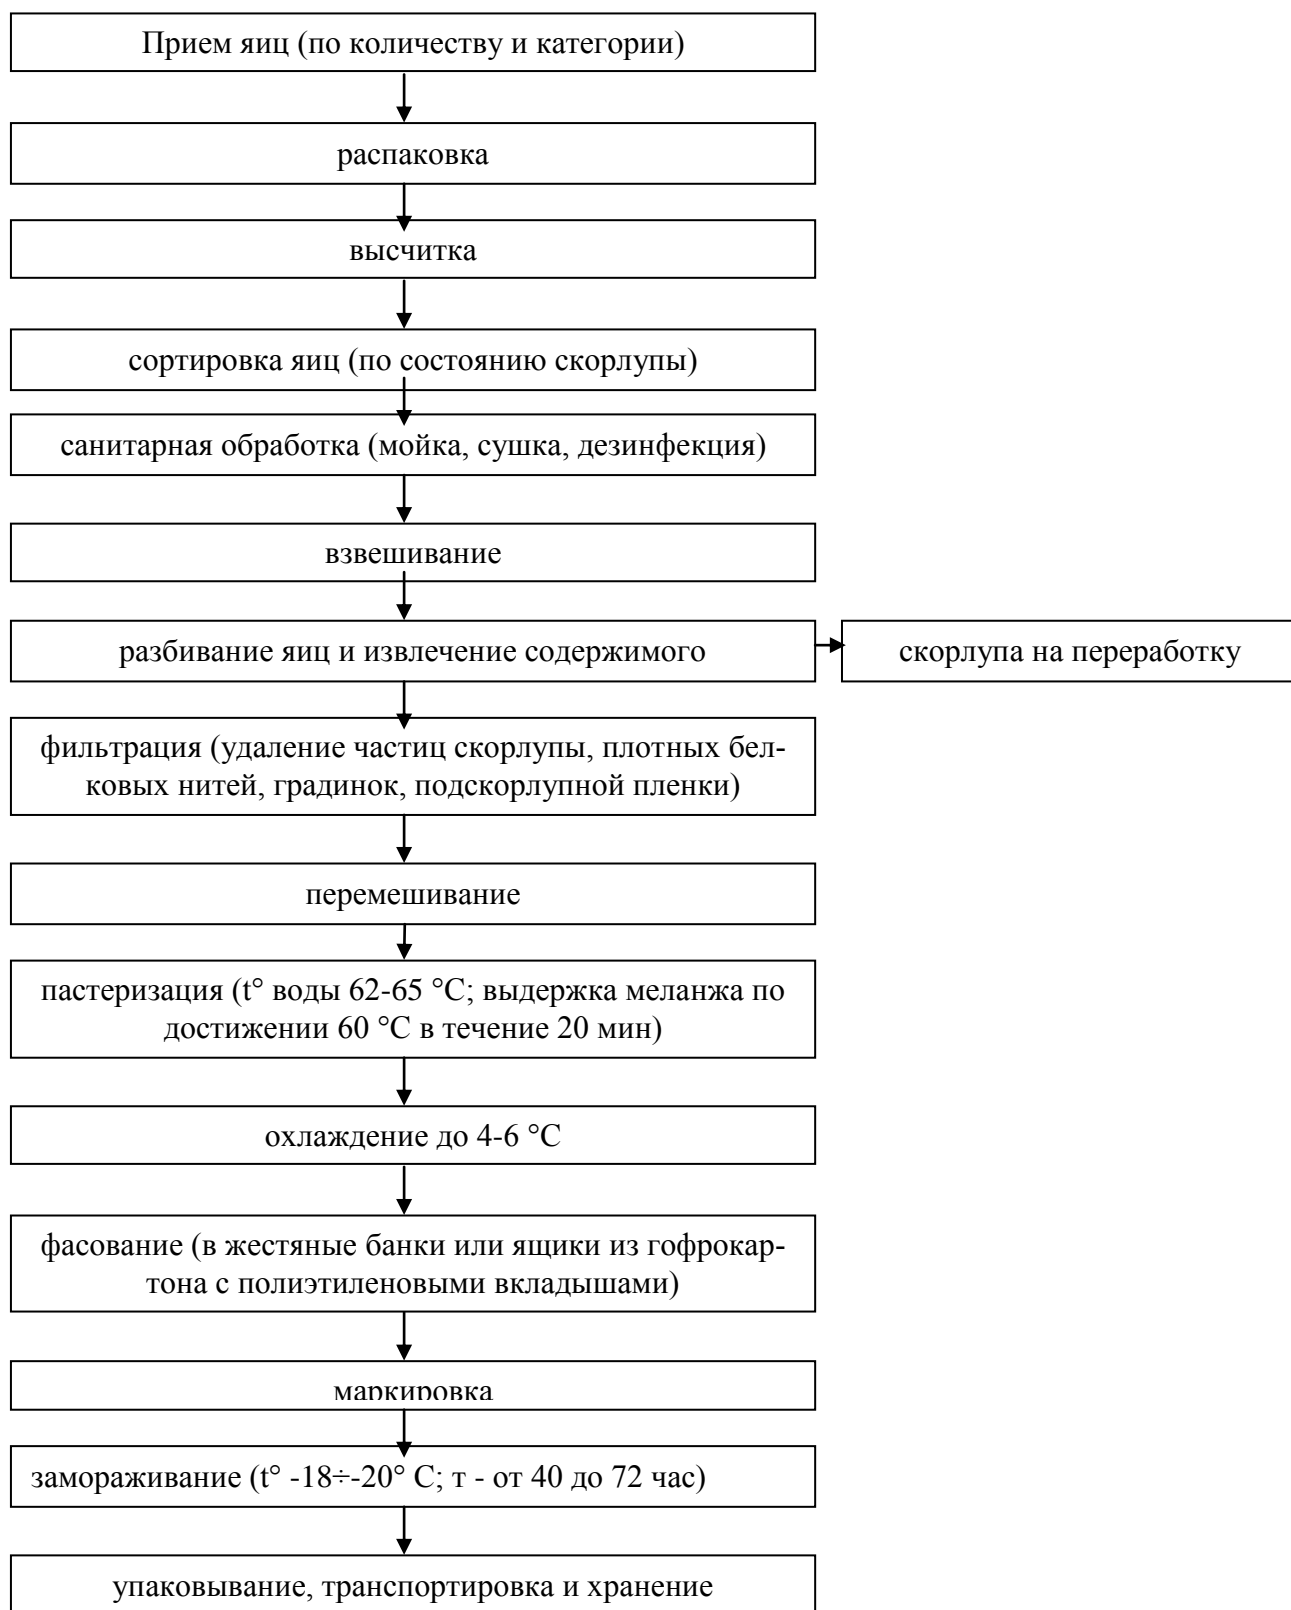 Прием яиц (по количеству и категории)
распаковка
высчитка
сортировка яиц (по состоянию скорлупы)
санитарная обработка (мойка, сушка, дезинфекция)
взвешивание
разбивание яиц и извлечение содержимого
скорлупа на переработку
фильтрация (удаление частиц скорлупы, плотных бел-
ковых нитей, градинок, подскорлупной пленки)
перемешивание
пастеризация (t° воды 62-65 °С; выдержка меланжа по
достижении 60 °С в течение 20 мин)
охлаждение до 4-6 °С
фасование (в жестяные банки или ящики из гофрокар-
тона с полиэтиленовыми вкладышами)
маркировка
замораживание (t° -18÷-20° С; т - от 40 до 72 час)
упаковывание, транспортировка и хранение